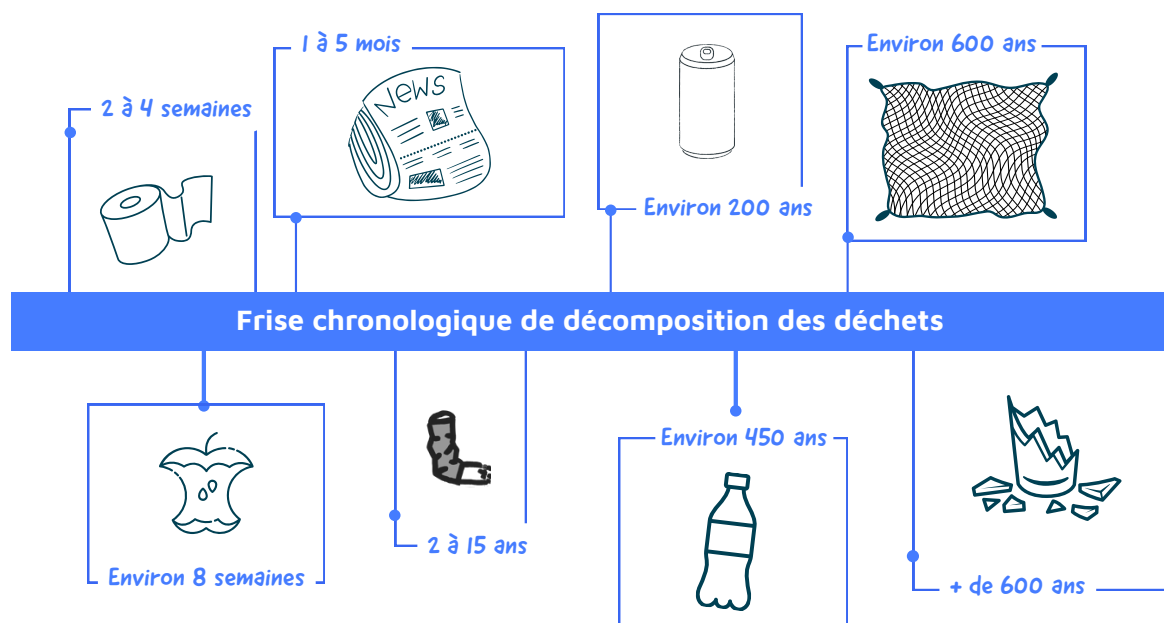 1 à 5 mois
Environ 600 ans
2 à 4 semaines
News
Environ 200 ans
Frise chronologique de décomposition des déchets
Environ 450 ans
2 à 15 ans
Environ 8 semaines
+ de 600 ans